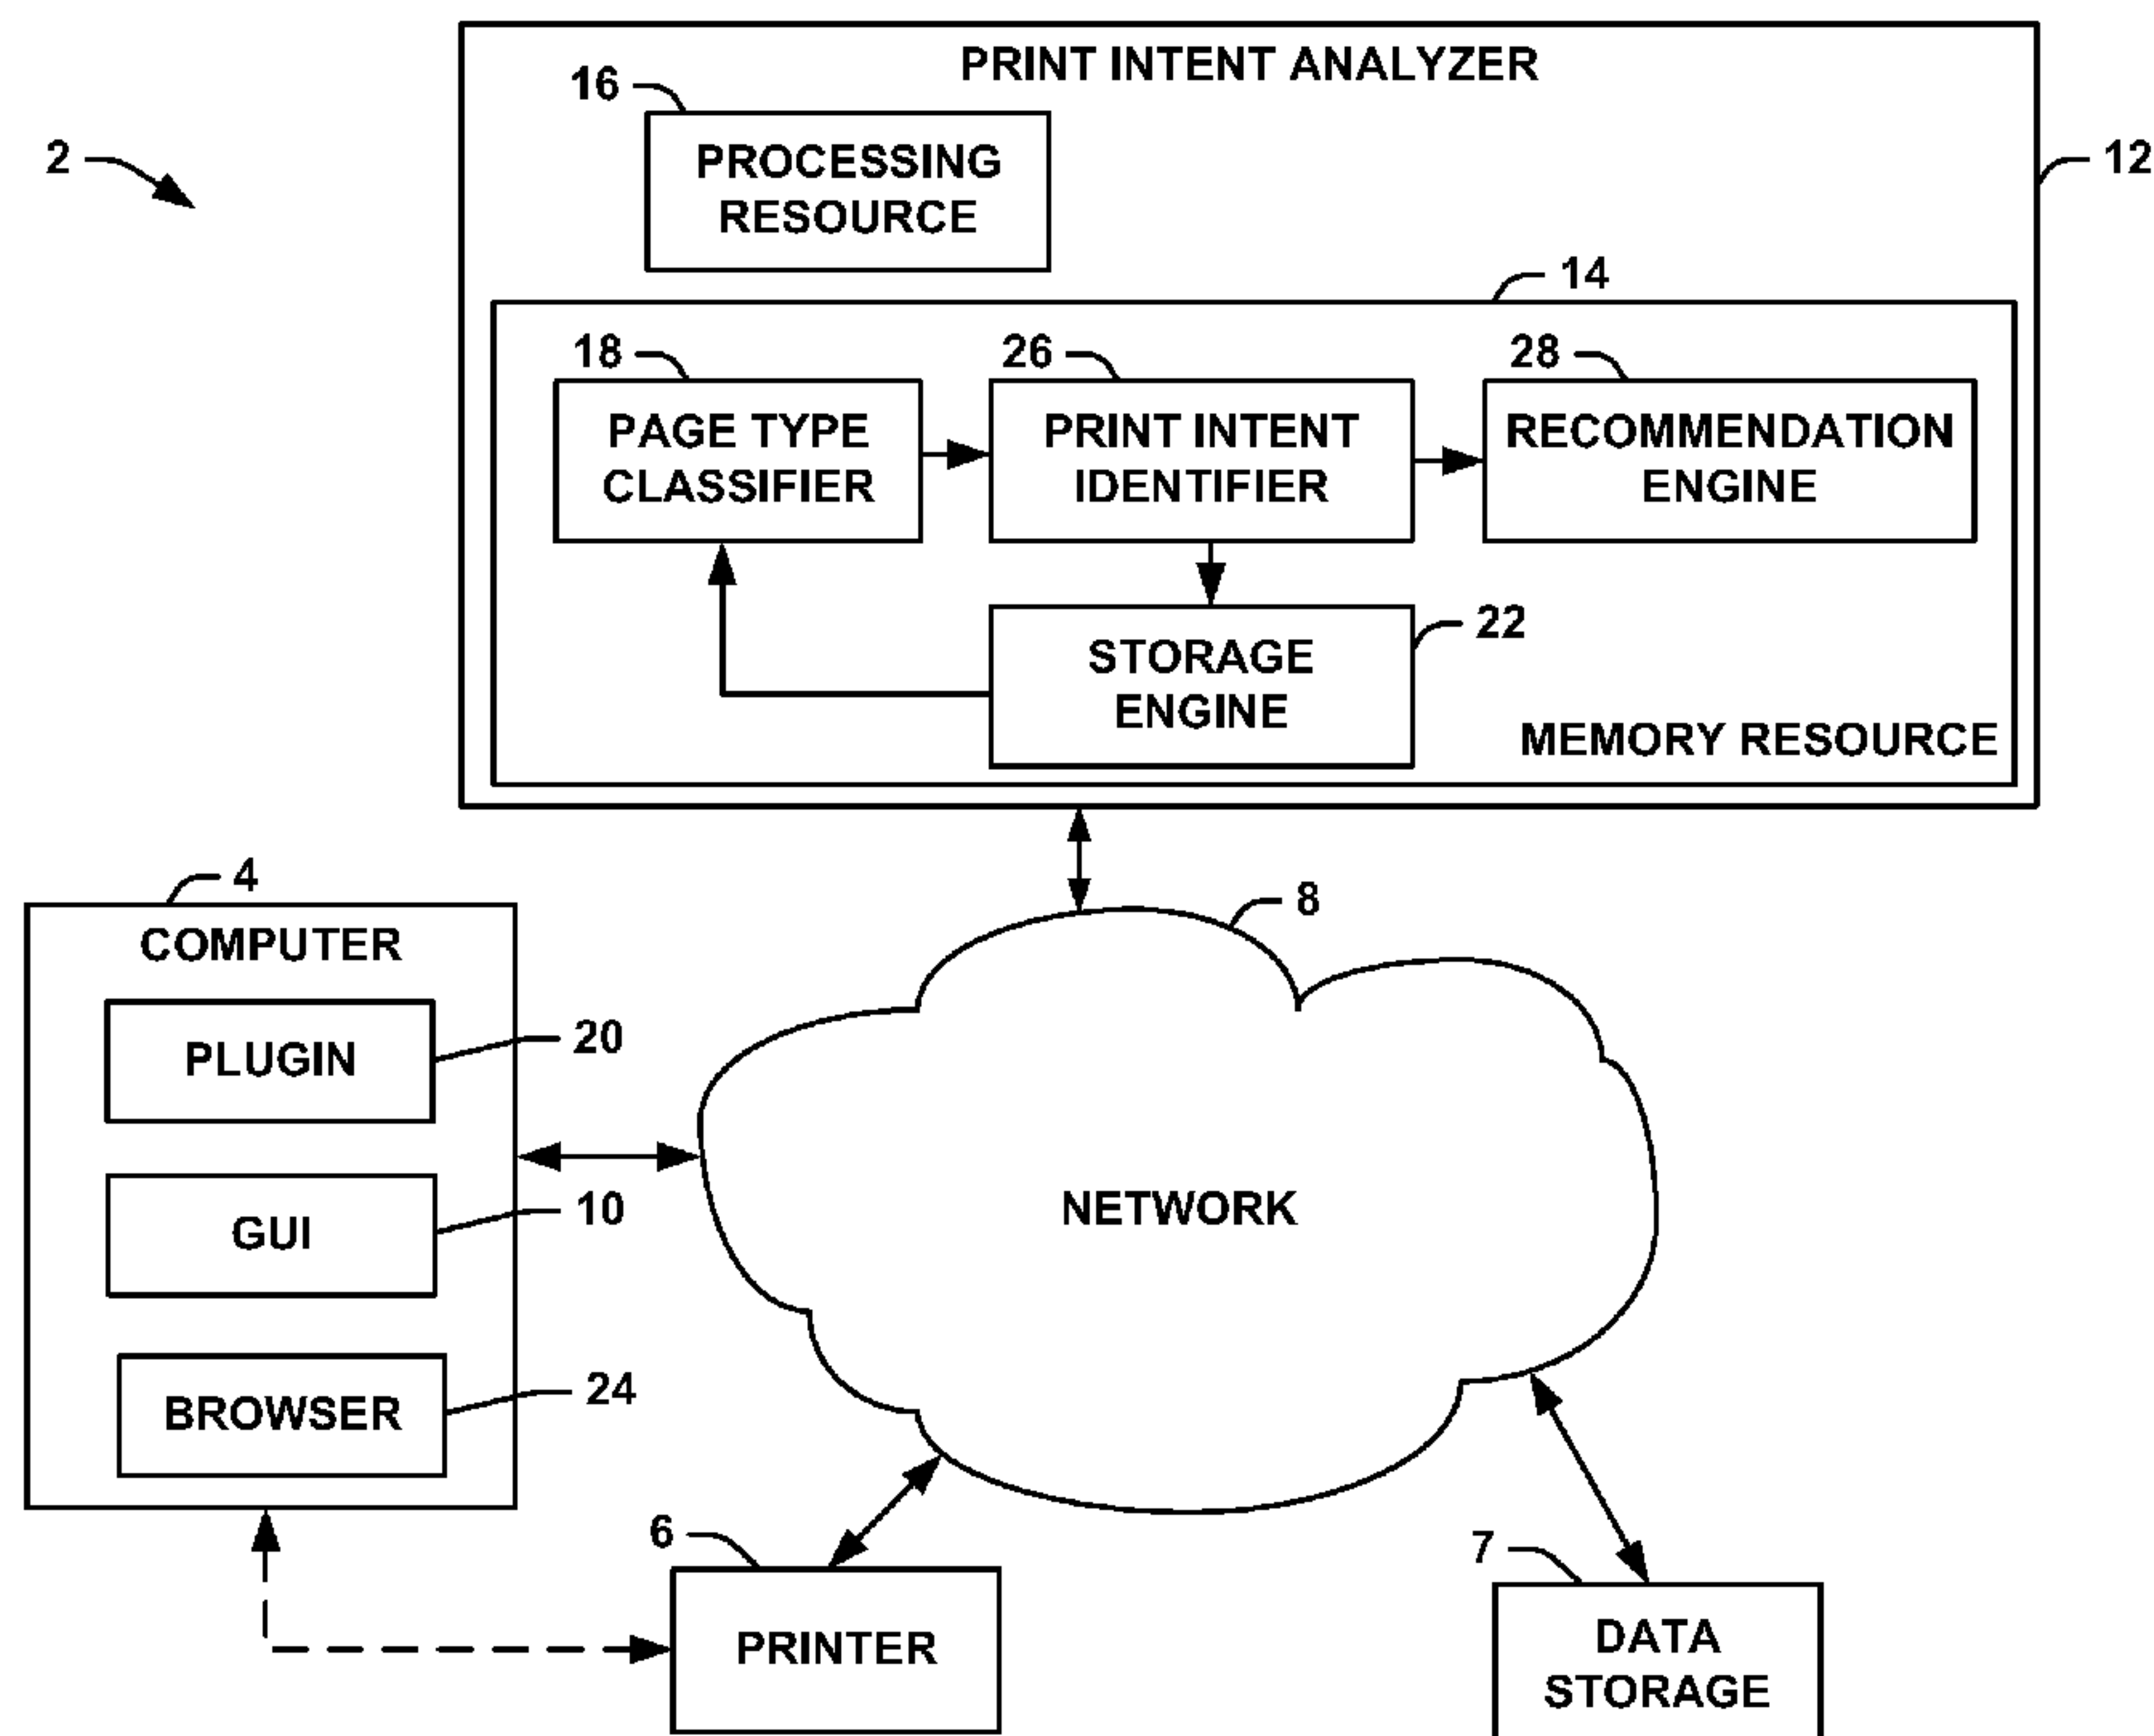 PRINT INTENT ANALYZER
16
PROCESSING
RESOURCE
2
12
14
18
26
28
PAGE TYPE
CLASSIFIER
PRINT INTENT
IDENTIFIER
RECOMMENDATION
ENGINE
22
STORAGE
ENGINE
MEMORY RESOURCE
4
COMPUTER
8
PLUGIN
20
GUI
10
NETWORK
BROWSER
24
6
PRINTER
7
DATA
STORAGE